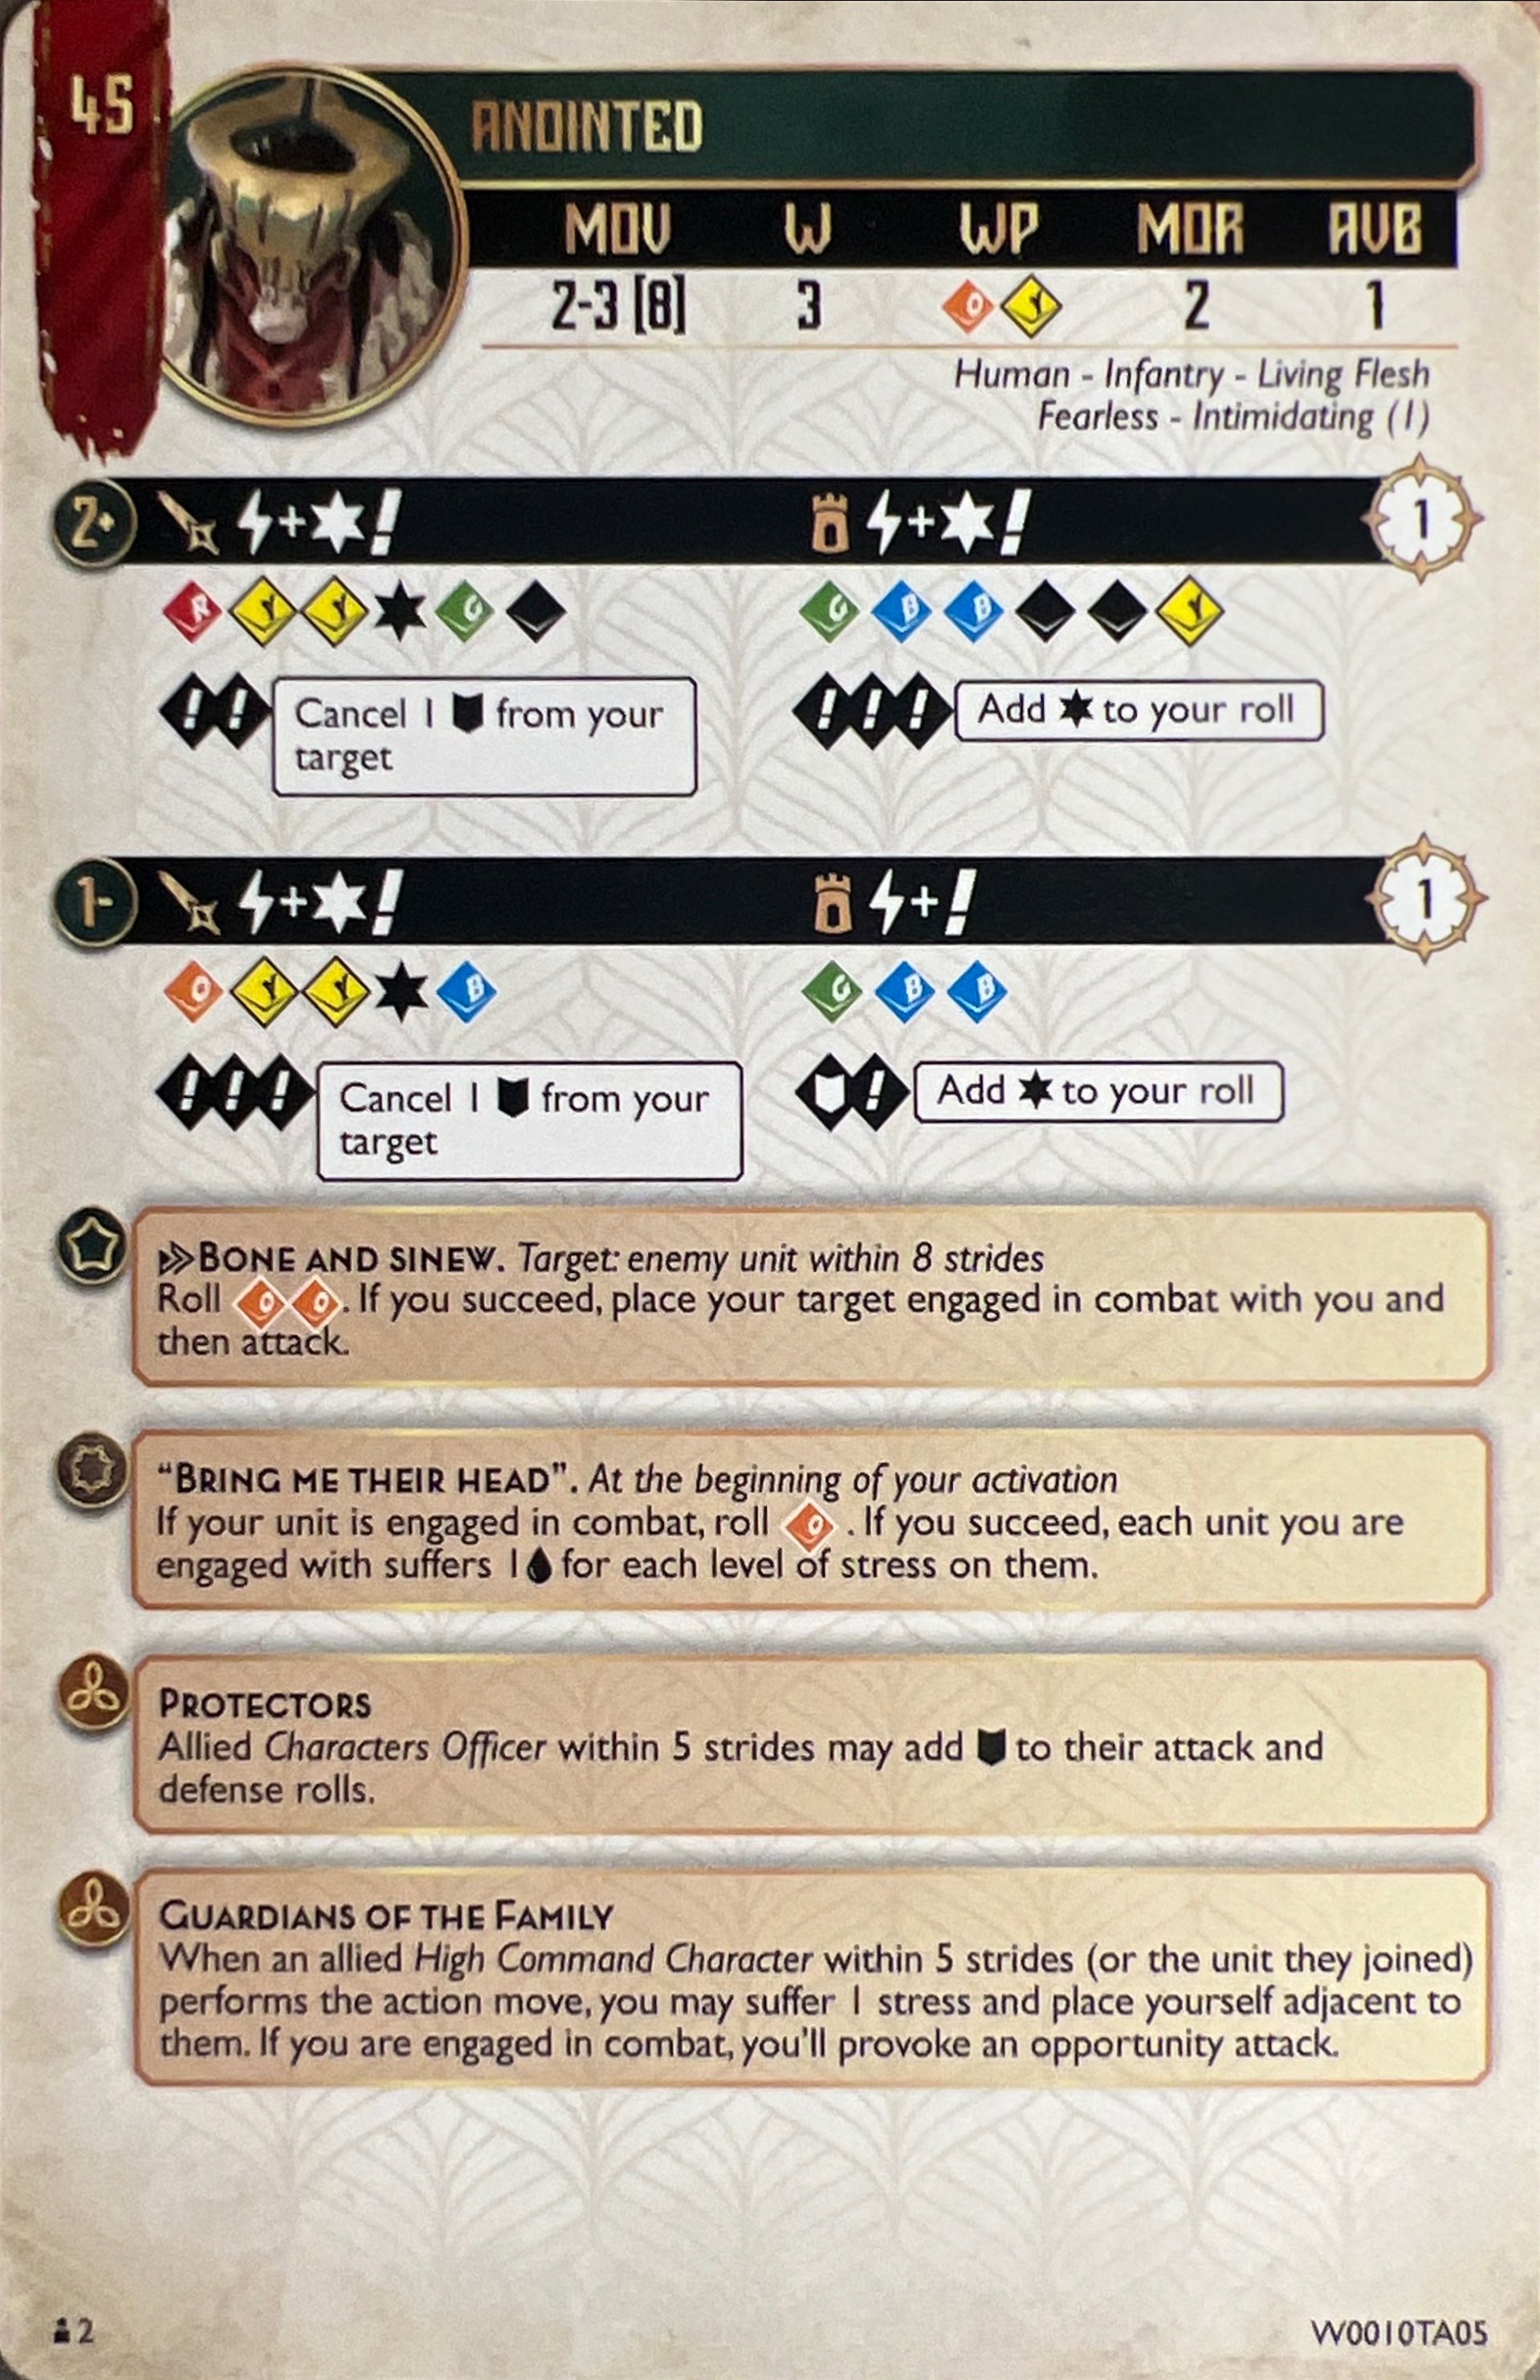 45
ANOINTED
MOV W WP MOR AVB
2-3 [8] 3 O Y 2 1
Human - Infantry - Living Flesh
Fearless - Intimidating (1)
2+ + ! + ! 1
R Y Y G G B B Y
! ! Cancel 1 from your
target
! ! ! Add to your roll
1- + ! + ! 1
O Y Y B G B B
! ! ! Cancel 1 from your
target
! Add to your roll
BONE AND SINEW. Target: enemy unit within 8 strides
Roll O O. If you succeed, place your target engaged in combat with you and
then attack.
“BRING ME THEIR HEAD”. At the beginning of your activation
If your unit is engaged in combat, roll O . If you succeed, each unit you are
engaged with suffers 1 for each level of stress on them.
PROTECTORS
Allied Characters Officer within 5 strides may add to their attack and
defense rolls.
GUARDIANS OF THE FAMILY
When an allied High Command Character within 5 strides (or the unit they joined)
performs the action move, you may suffer 1 stress and place yourself adjacent to
them. If you are engaged in combat, you'll provoke an opportunity attack.
2
W0010TA05